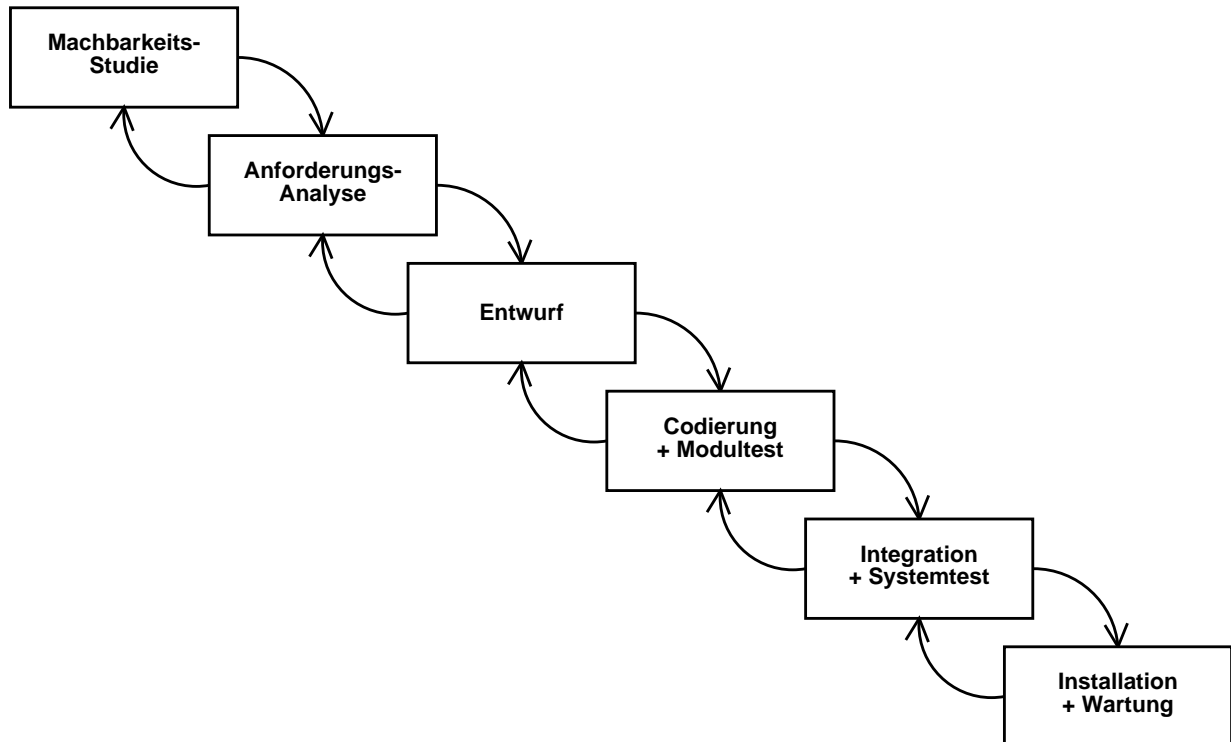 Machbarkeits-
Studie
Anforderungs-
Analyse
Entwurf
Codierung
+ Modultest
Integration
+ Systemtest
Installation
+ Wartung